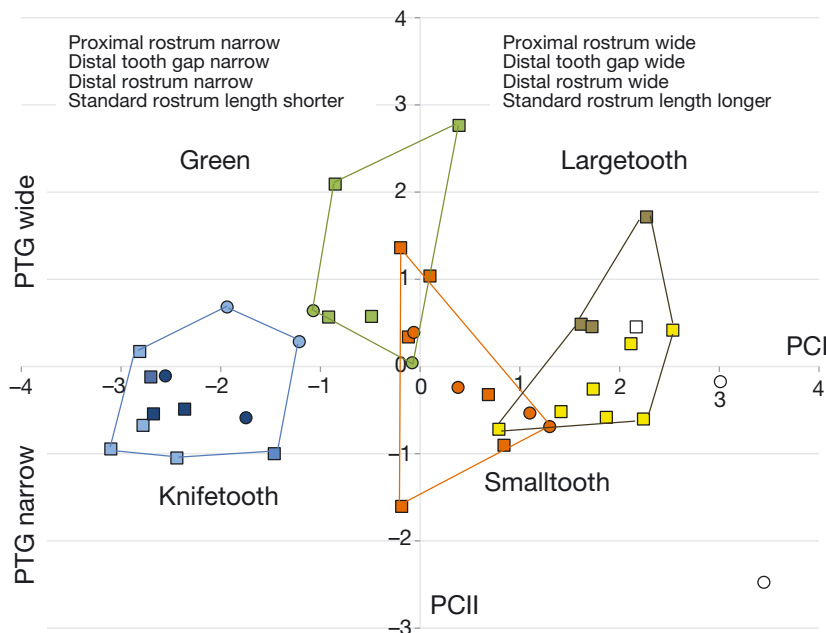 4
Proximal rostrum narrow
Distal tooth gap narrow
Distal rostrum narrow
Standard rostrum length shorter
Proximal rostrum wide
Distal tooth gap wide
Distal rostrum wide
Standard rostrum length longer
3
Green
Largetooth
2
PTG wide
1
0
PCI
−4
−3
−2
−1
0
1
2
3
4
−1
PTG narrow
Knifetooth
Smalltooth
−2
PCII
−3